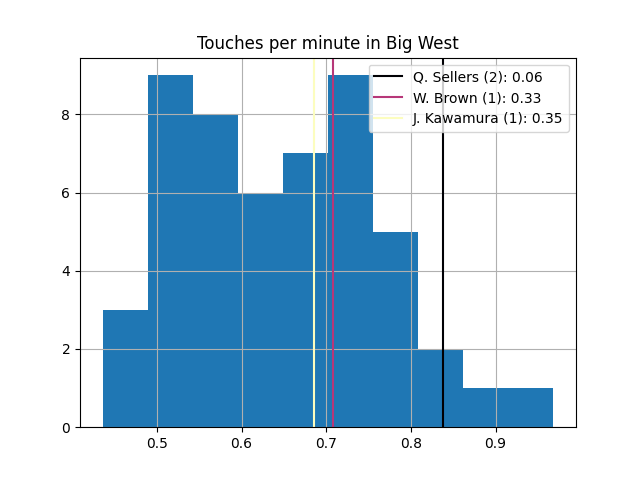 Touches per minute in Big West
Q. Sellers (2): 0.06
W. Brown (1): 0.33
J. Kawamura (1): 0.35
8
6
4
2
0
0.5 0.6 0.7 0.8 0.9